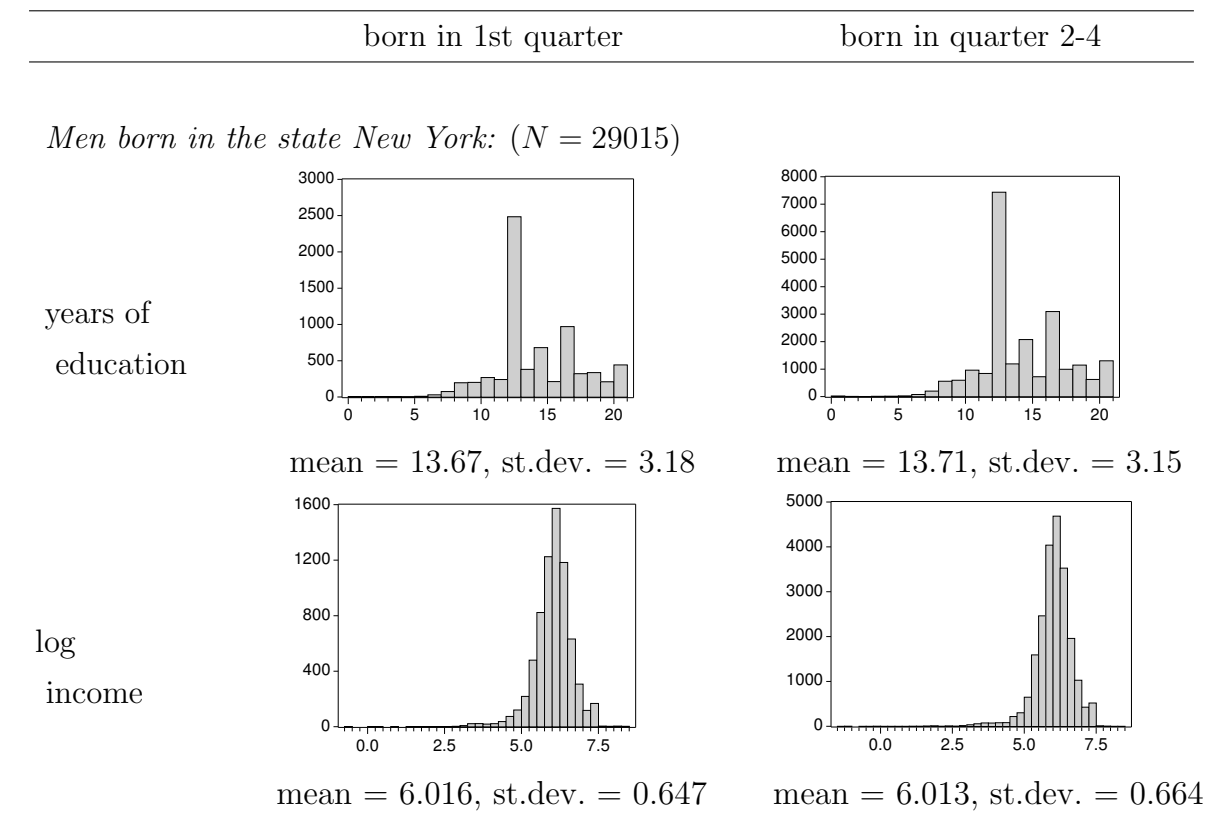 born in 1st quarter born in quarter 2-4
Men born in the state New York: (N = 29015)
3000
2500
2000
1500
1000
500
0
0 5 10 15 20
8000
7000
6000
5000
4000
3000
2000
1000
0
0 5 10 15 20
years of
education
mean = 13.67, st.dev. = 3.18 mean = 13.71, st.dev. = 3.15
1600
1200
800
400
0
0.0 2.5 5.0 7.5
5000
4000
3000
2000
1000
0
0.0 2.5 5.0 7.5
log
income
mean = 6.016, st.dev. = 0.647 mean = 6.013, st.dev. = 0.664